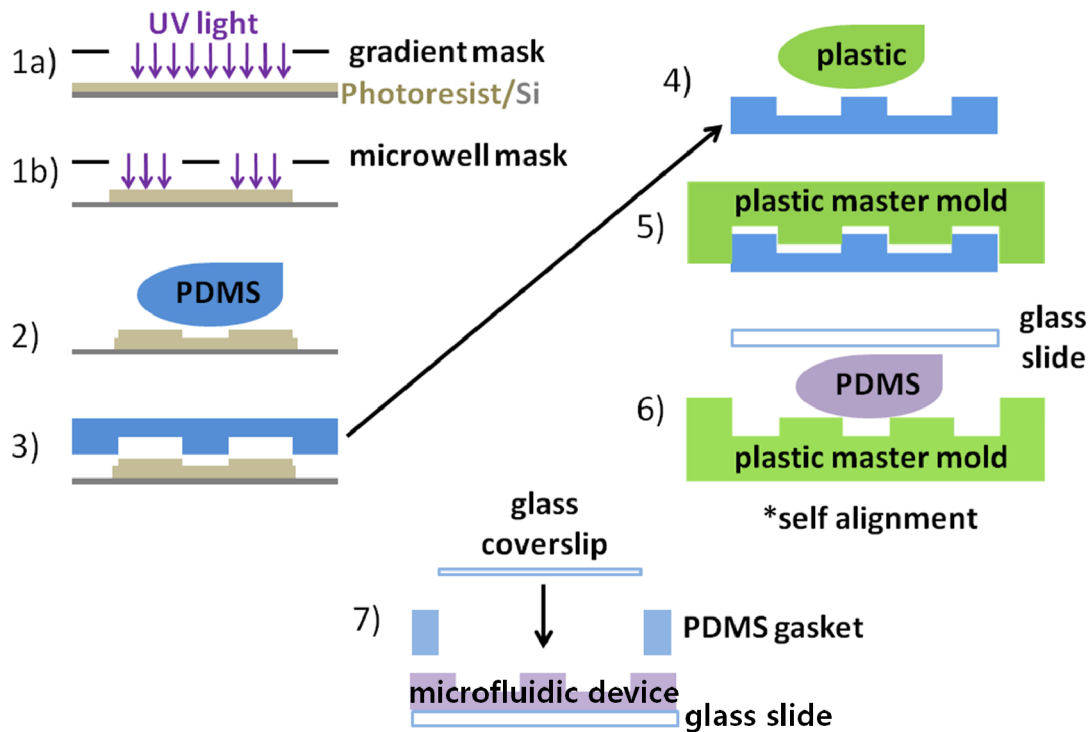 UV light
1a)
gradient mask
Photoresist/Si
1b)
microwell mask
PDMS
2)
3)
plastic
4)
plastic master mold
5)
glass
slide
PDMS
6)
plastic master mold
*self alignment
glass
coverslip
7)
PDMS gasket
microfluidic device
glass slide